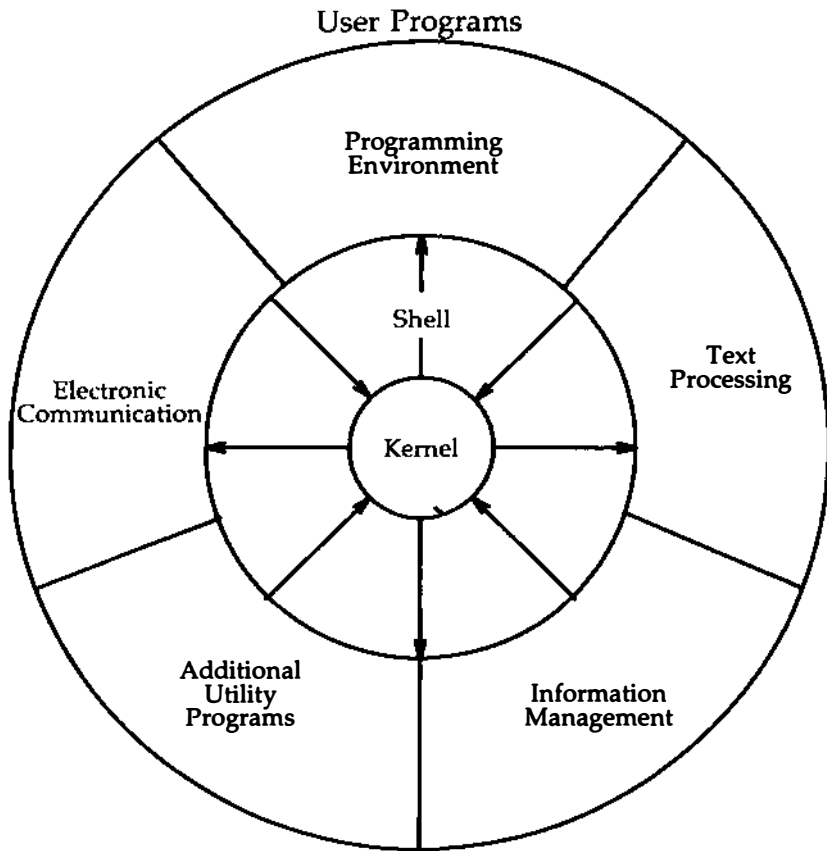 User Programs
Programming
Environment
Shell
Text
Processing
Electronic
Communication
Kernel
Additional
Utility
Programs
Information
Management